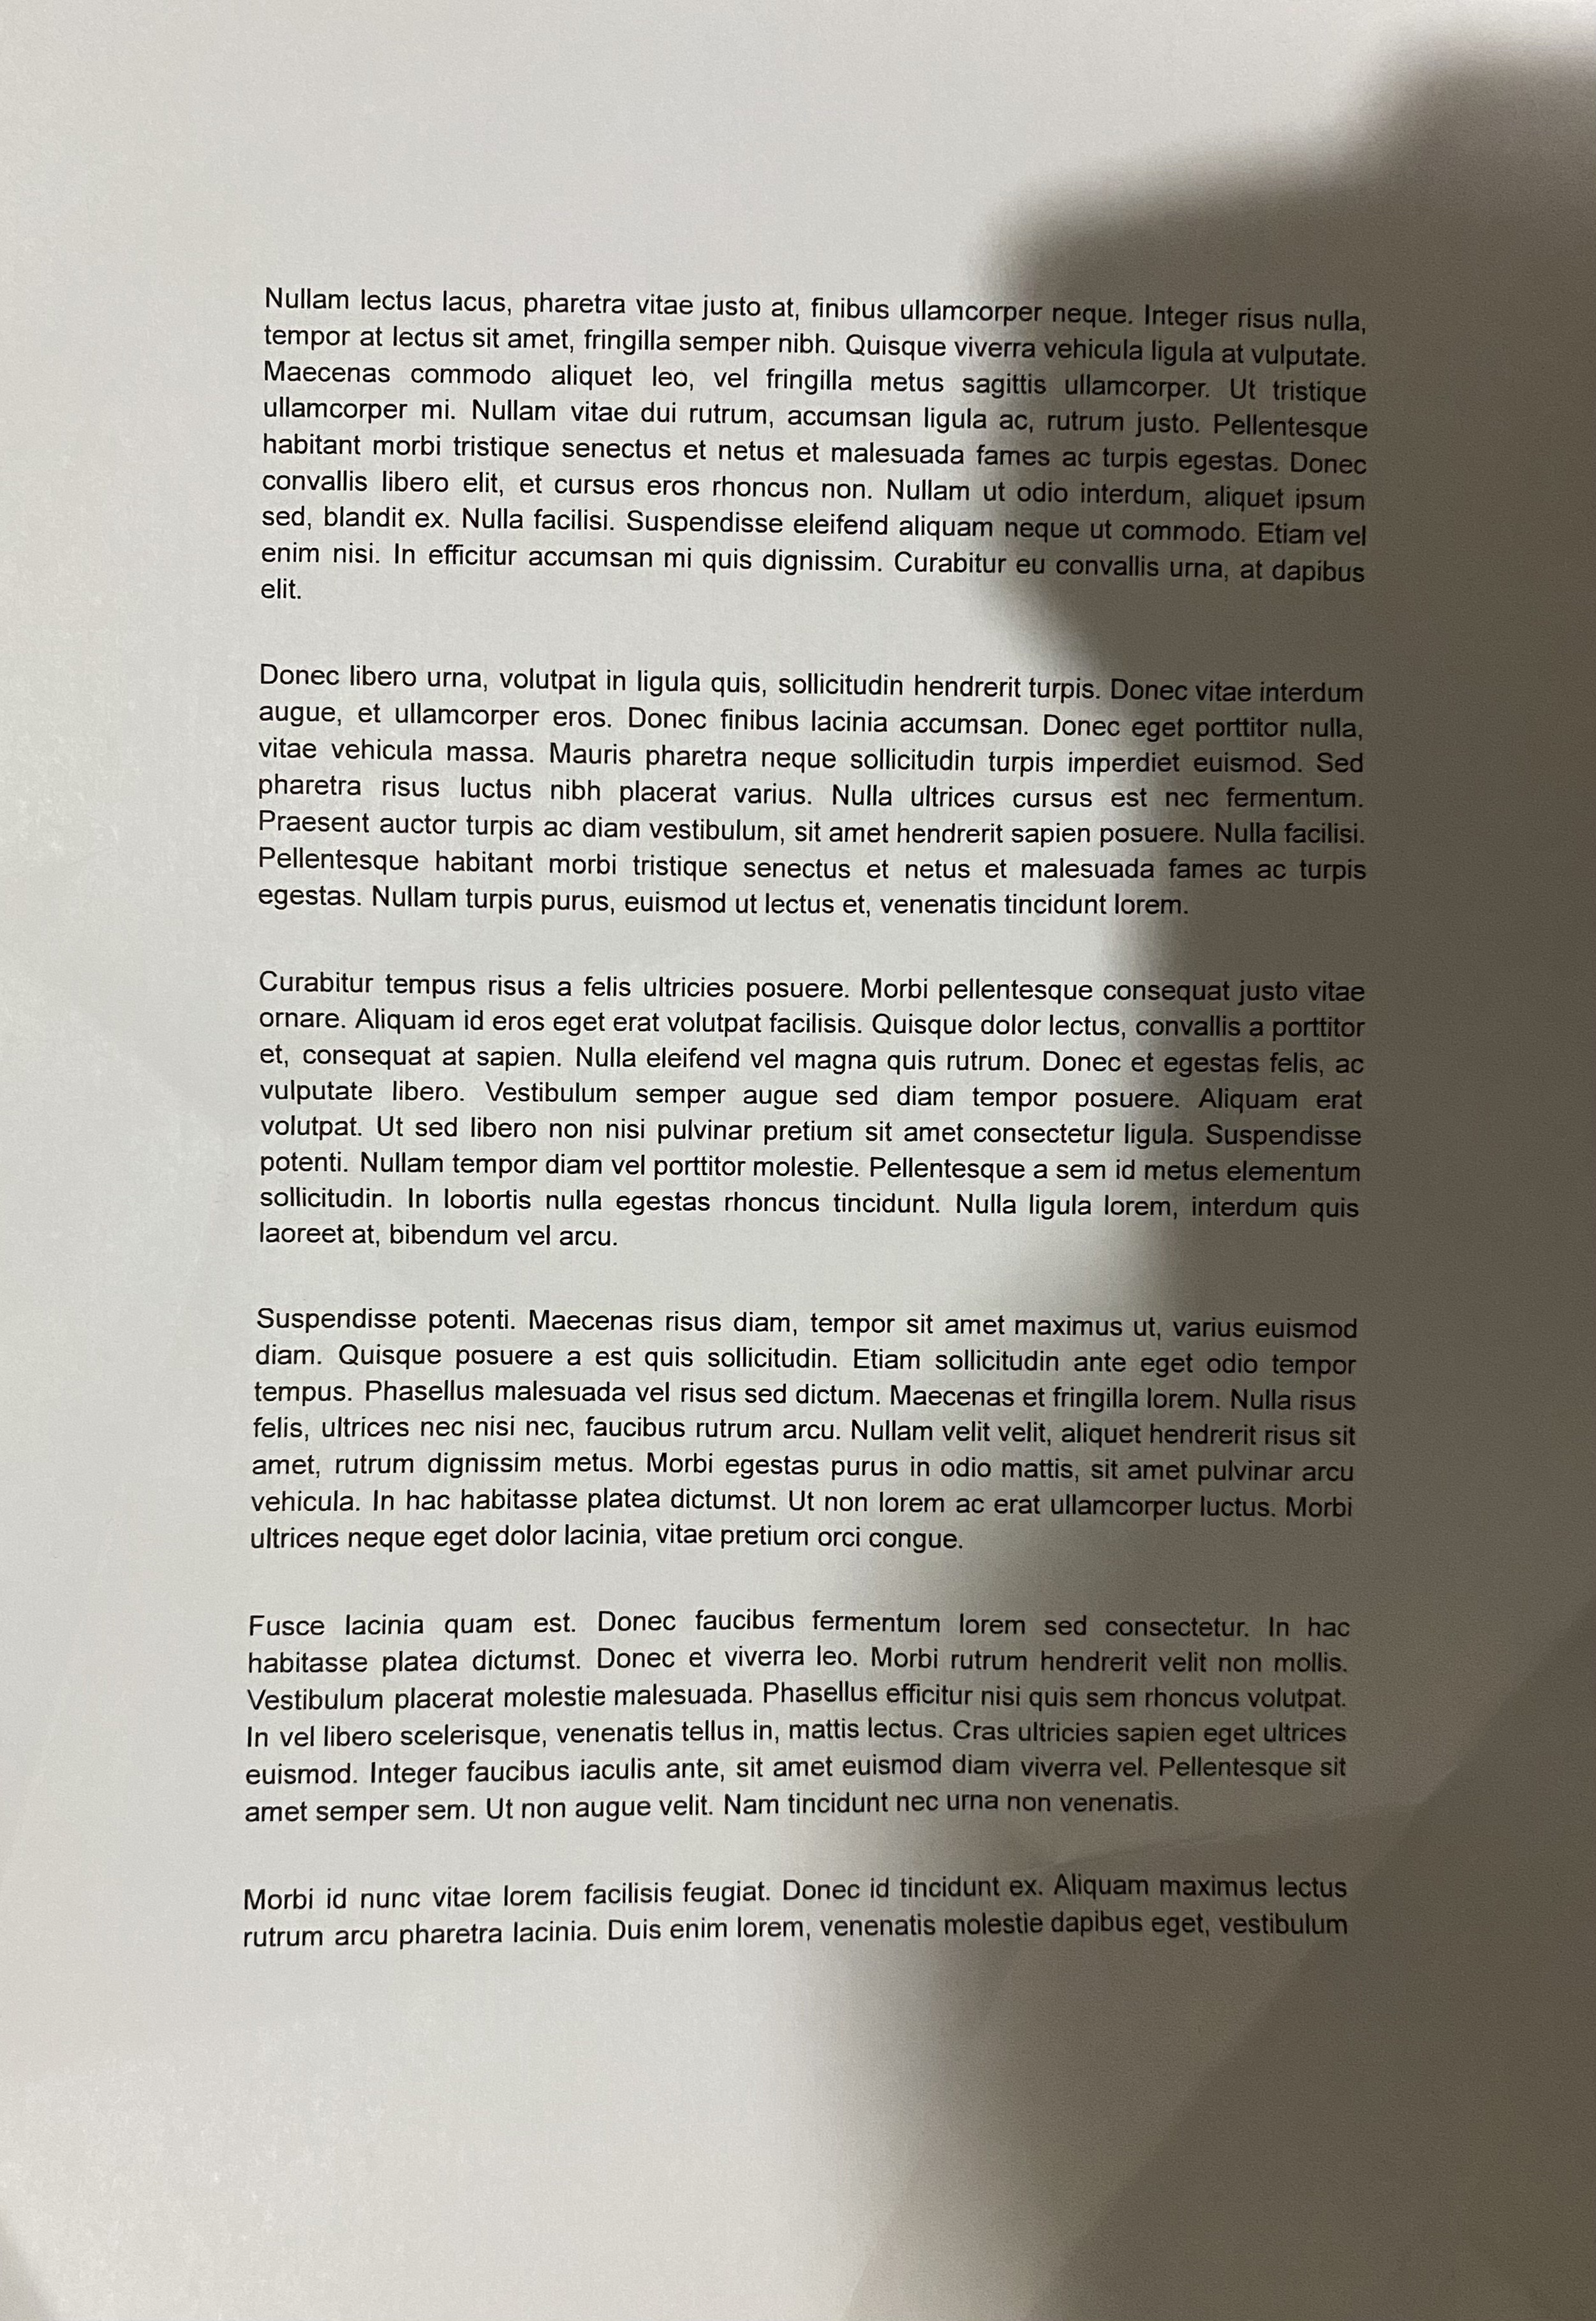 Nullam lectus lacus, pharetra vitae justo at, finibus ullamcorper neque. Integer risus nulla,
tempor at lectus sit amet, fringilla semper nibh. Quisque viverra vehicula ligula at vulputate.
Maecenas commodo aliquet leo, vel fringilla metus sagittis ullamcorper. Ut tristique
ullamcorper mi. Nullam vitae dui rutrum, accumsan ligula ac, rutrum justo. Pellentesque
habitant morbi tristique senectus et netus et malesuada fames ac turpis egestas. Donec
convallis libero elit, et cursus eros rhoncus non. Nullam ut odio interdum, aliquet ipsum
sed, blandit ex. Nulla facilisi. Suspendisse eleifend aliquam neque ut commodo. Etiam vel
enim nisi. In efficitur accumsan mi quis dignissim. Curabitur eu convallis urna, at dapibus
elit.
Donec libero urna, volutpat in ligula quis, sollicitudin hendrerit turpis. Donec vitae interdum
augue, et ullamcorper eros. Donec finibus lacinia accumsan. Donec eget porttitor nulla,
vitae vehicula massa. Mauris pharetra neque sollicitudin turpis imperdiet euismod. Sed
pharetra risus luctus nibh placerat varius. Nulla ultrices cursus est nec fermentum.
Praesent auctor turpis ac diam vestibulum, sit amet hendrerit sapien posuere. Nulla facilisi.
Pellentesque habitant morbi tristique senectus et netus et malesuada fames ac turpis
egestas. Nullam turpis purus, euismod ut lectus et, venenatis tincidunt lorem.
Curabitur tempus risus a felis ultricies posuere. Morbi pellentesque consequat justo vitae
ornare. Aliquam id eros eget erat volutpat facilisis. Quisque dolor lectus, convallis a porttitor
et, consequat at sapien. Nulla eleifend vel magna quis rutrum. Donec et egestas felis, ac
vulputate libero. Vestibulum semper augue sed diam tempor posuere. Aliquam erat
volutpat. Ut sed libero non nisi pulvinar pretium sit amet consectetur ligula. Suspendisse
potenti. Nullam tempor diam vel porttitor molestie. Pellentesque a sem id metus elementum
sollicitudin. In lobortis nulla egestas rhoncus tincidunt. Nulla ligula lorem, interdum quis
laoreet at, bibendum vel arcu.
Suspendisse potenti. Maecenas risus diam, tempor sit amet maximus ut, varius euismod
diam. Quisque posuere a est quis sollicitudin. Etiam sollicitudin ante eget odio tempor
tempus. Phasellus malesuada vel risus sed dictum. Maecenas et fringilla lorem. Nulla risus
felis, ultrices nec nisi nec, faucibus rutrum arcu. Nullam velit velit, aliquet hendrerit risus sit
amet, rutrum dignissim metus. Morbi egestas purus in odio mattis, sit amet pulvinar arcu
vehicula. In hac habitasse platea dictumst. Ut non lorem ac erat ullamcorper luctus. Morbi
ultrices neque eget dolor lacinia, vitae pretium orci congue.
Fusce lacinia quam est. Donec faucibus fermentum lorem sed consectetur. In hac
habitasse platea dictumst. Donec et viverra leo. Morbi rutrum hendrerit velit non mollis.
Vestibulum placerat molestie malesuada. Phasellus efficitur nisi quis sem rhoncus volutpat.
In vel libero scelerisque, venenatis tellus in, mattis lectus. Cras ultricies sapien eget ultrices
euismod. Integer faucibus iaculis ante, sit amet euismod diam viverra vel. Pellentesque sit
amet semper sem. Ut non augue velit. Nam tincidunt nec urna non venenatis.
Morbi id nunc vitae lorem facilisis feugiat. Donec id tincidunt ex. Aliquam maximus lectus
rutrum arcu pharetra lacinia. Duis enim lorem, venenatis molestie dapibus eget, vestibulum